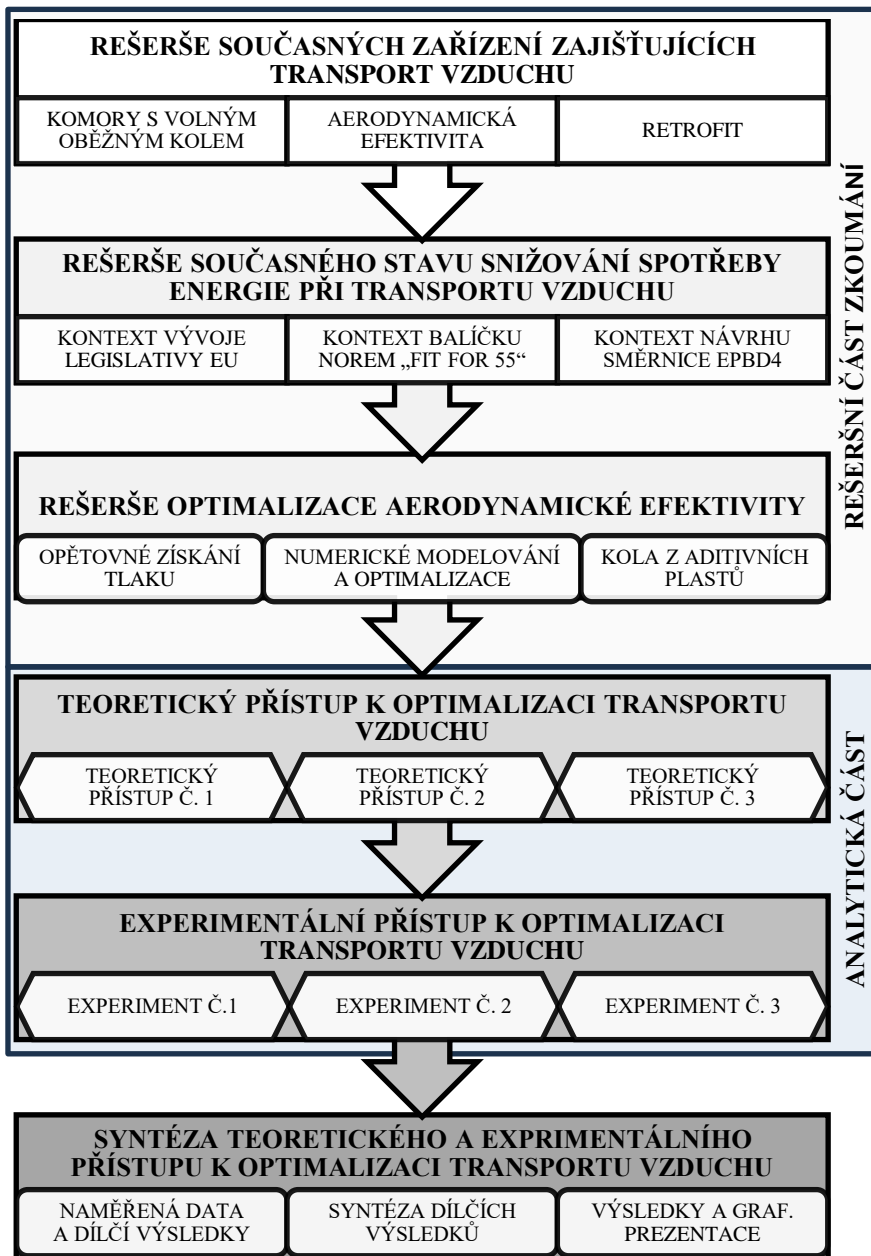 REŠERŠE SOUČASNÝCH ZAŘÍZENÍ ZAJIŠŤUJÍCÍCH
TRANSPORT VZDUCHU
KOMORY S VOLNÝM
OBĚŽNÝM KOLEM
AERODYNAMICKÁ
EFEKTIVITA
RETROFIT
REŠERŠE SOUČASNÉHO STAVU SNIŽOVÁNÍ SPOTŘEBY
ENERGIE PŘI TRANSPORTU VZDUCHU
KONTEXT VÝVOJE
LEGISLATIVY EU
KONTEXT BALÍČKU
NOREM „FIT FOR 55“
KONTEXT NÁVRHU
SMĚRNICE EPBD4
REŠERŠE OPTIMALIZACE AERODYNAMICKÉ EFEKTIVITY
OPĚTOVNÉ ZÍSKÁNÍ
TLAKU
NUMERICKÉ MODELOVÁNÍ
A OPTIMALIZACE
KOLA Z ADITIVNÍCH
PLASTŮ
REŠERŠNÍ ČÁST ZKOUMÁNÍ
TEORETICKÝ PŘÍSTUP K OPTIMALIZACI TRANSPORTU
VZDUCHU
TEORETICKÝ
PŘÍSTUP Č. 1
TEORETICKÝ
PŘÍSTUP Č. 2
TEORETICKÝ
PŘÍSTUP Č. 3
EXPERIMENTÁLNÍ PŘÍSTUP K OPTIMALIZACI
TRANSPORTU VZDUCHU
EXPERIMENT Č.1
EXPERIMENT Č. 2
EXPERIMENT Č. 3
ANALYTICKÁ ČÁST
SYNTÉZA TEORETICKÉHO A EXPRIMENTÁLNÍHO
PŘÍSTUPU K OPTIMALIZACI TRANSPORTU VZDUCHU
NAMĚŘENÁ DATA
A DÍLČÍ VÝSLEDKY
SYNTÉZA DÍLČÍCH
VÝSLEDKŮ
VÝSLEDKY A GRAF.
PREZENTACE